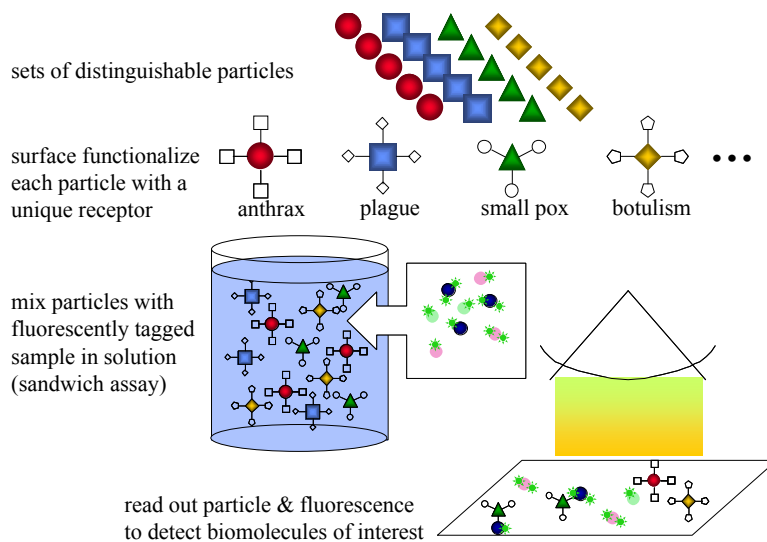 sets of distinguishable particles
surface functionalize
each particle with a
unique receptor
anthrax
plague
small pox
botulism
mix particles with
fluorescently tagged
sample in solution
(sandwich assay)
read out particle & fluorescence
to detect biomolecules of interest